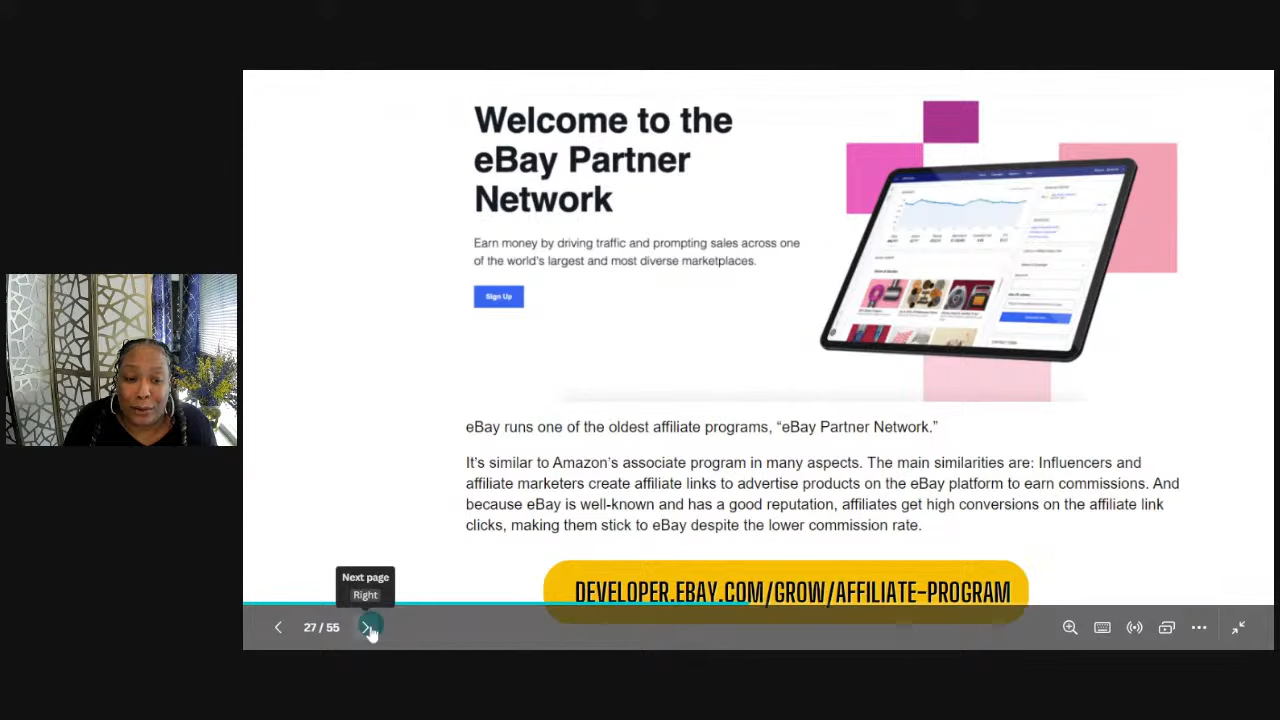 Welcome to the
eBay Partner
Network
Earn money by driving traffic and prompting sales across one
of the world's largest and most diverse marketplaces.
Sign Up
eBay runs one of the oldest affiliate programs, “eBay Partner Network.”
It’s similar to Amazon’s associate program in many aspects. The main similarities are: Influencers and
affiliate marketers create affiliate links to advertise products on the eBay platform to earn commissions. And
because eBay is well-known and has a good reputation, affiliates get high conversions on the affiliate link
clicks, making them stick to eBay despite the lower commission rate.
DEVELOPER.EBAY.COM/GROW/AFFILIATE-PROGRAM
Next page
Right
27 / 55